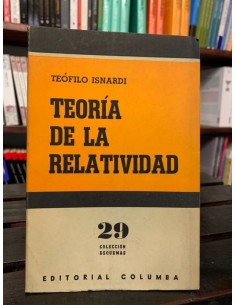 TEÓFILO ISNARDI
TEORÍA
DE LA
RELATIVIDAD
29
COLECCIÓN
ESQUEMAS
EDITORIAL COLUMBA